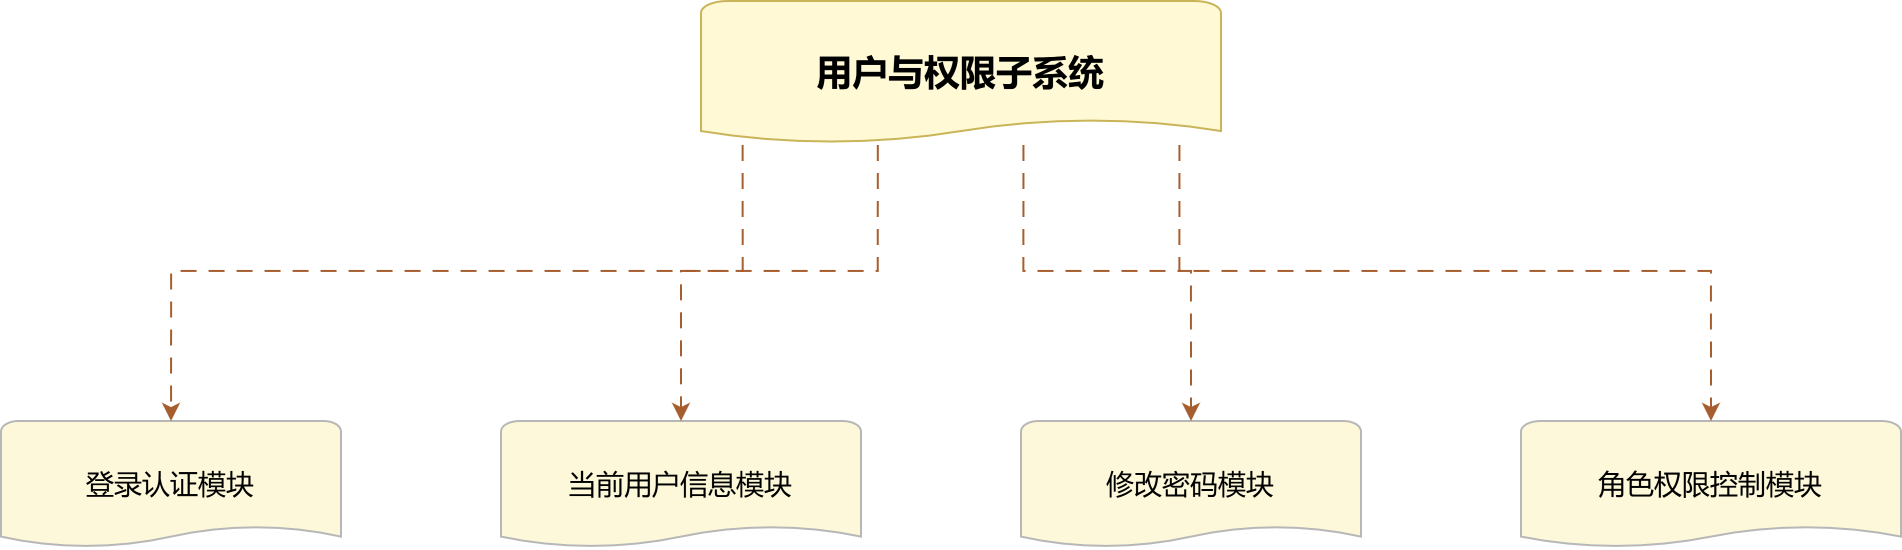 用户与权限子系统
登录认证模块
当前用户信息模块
修改密码模块
角色权限控制模块